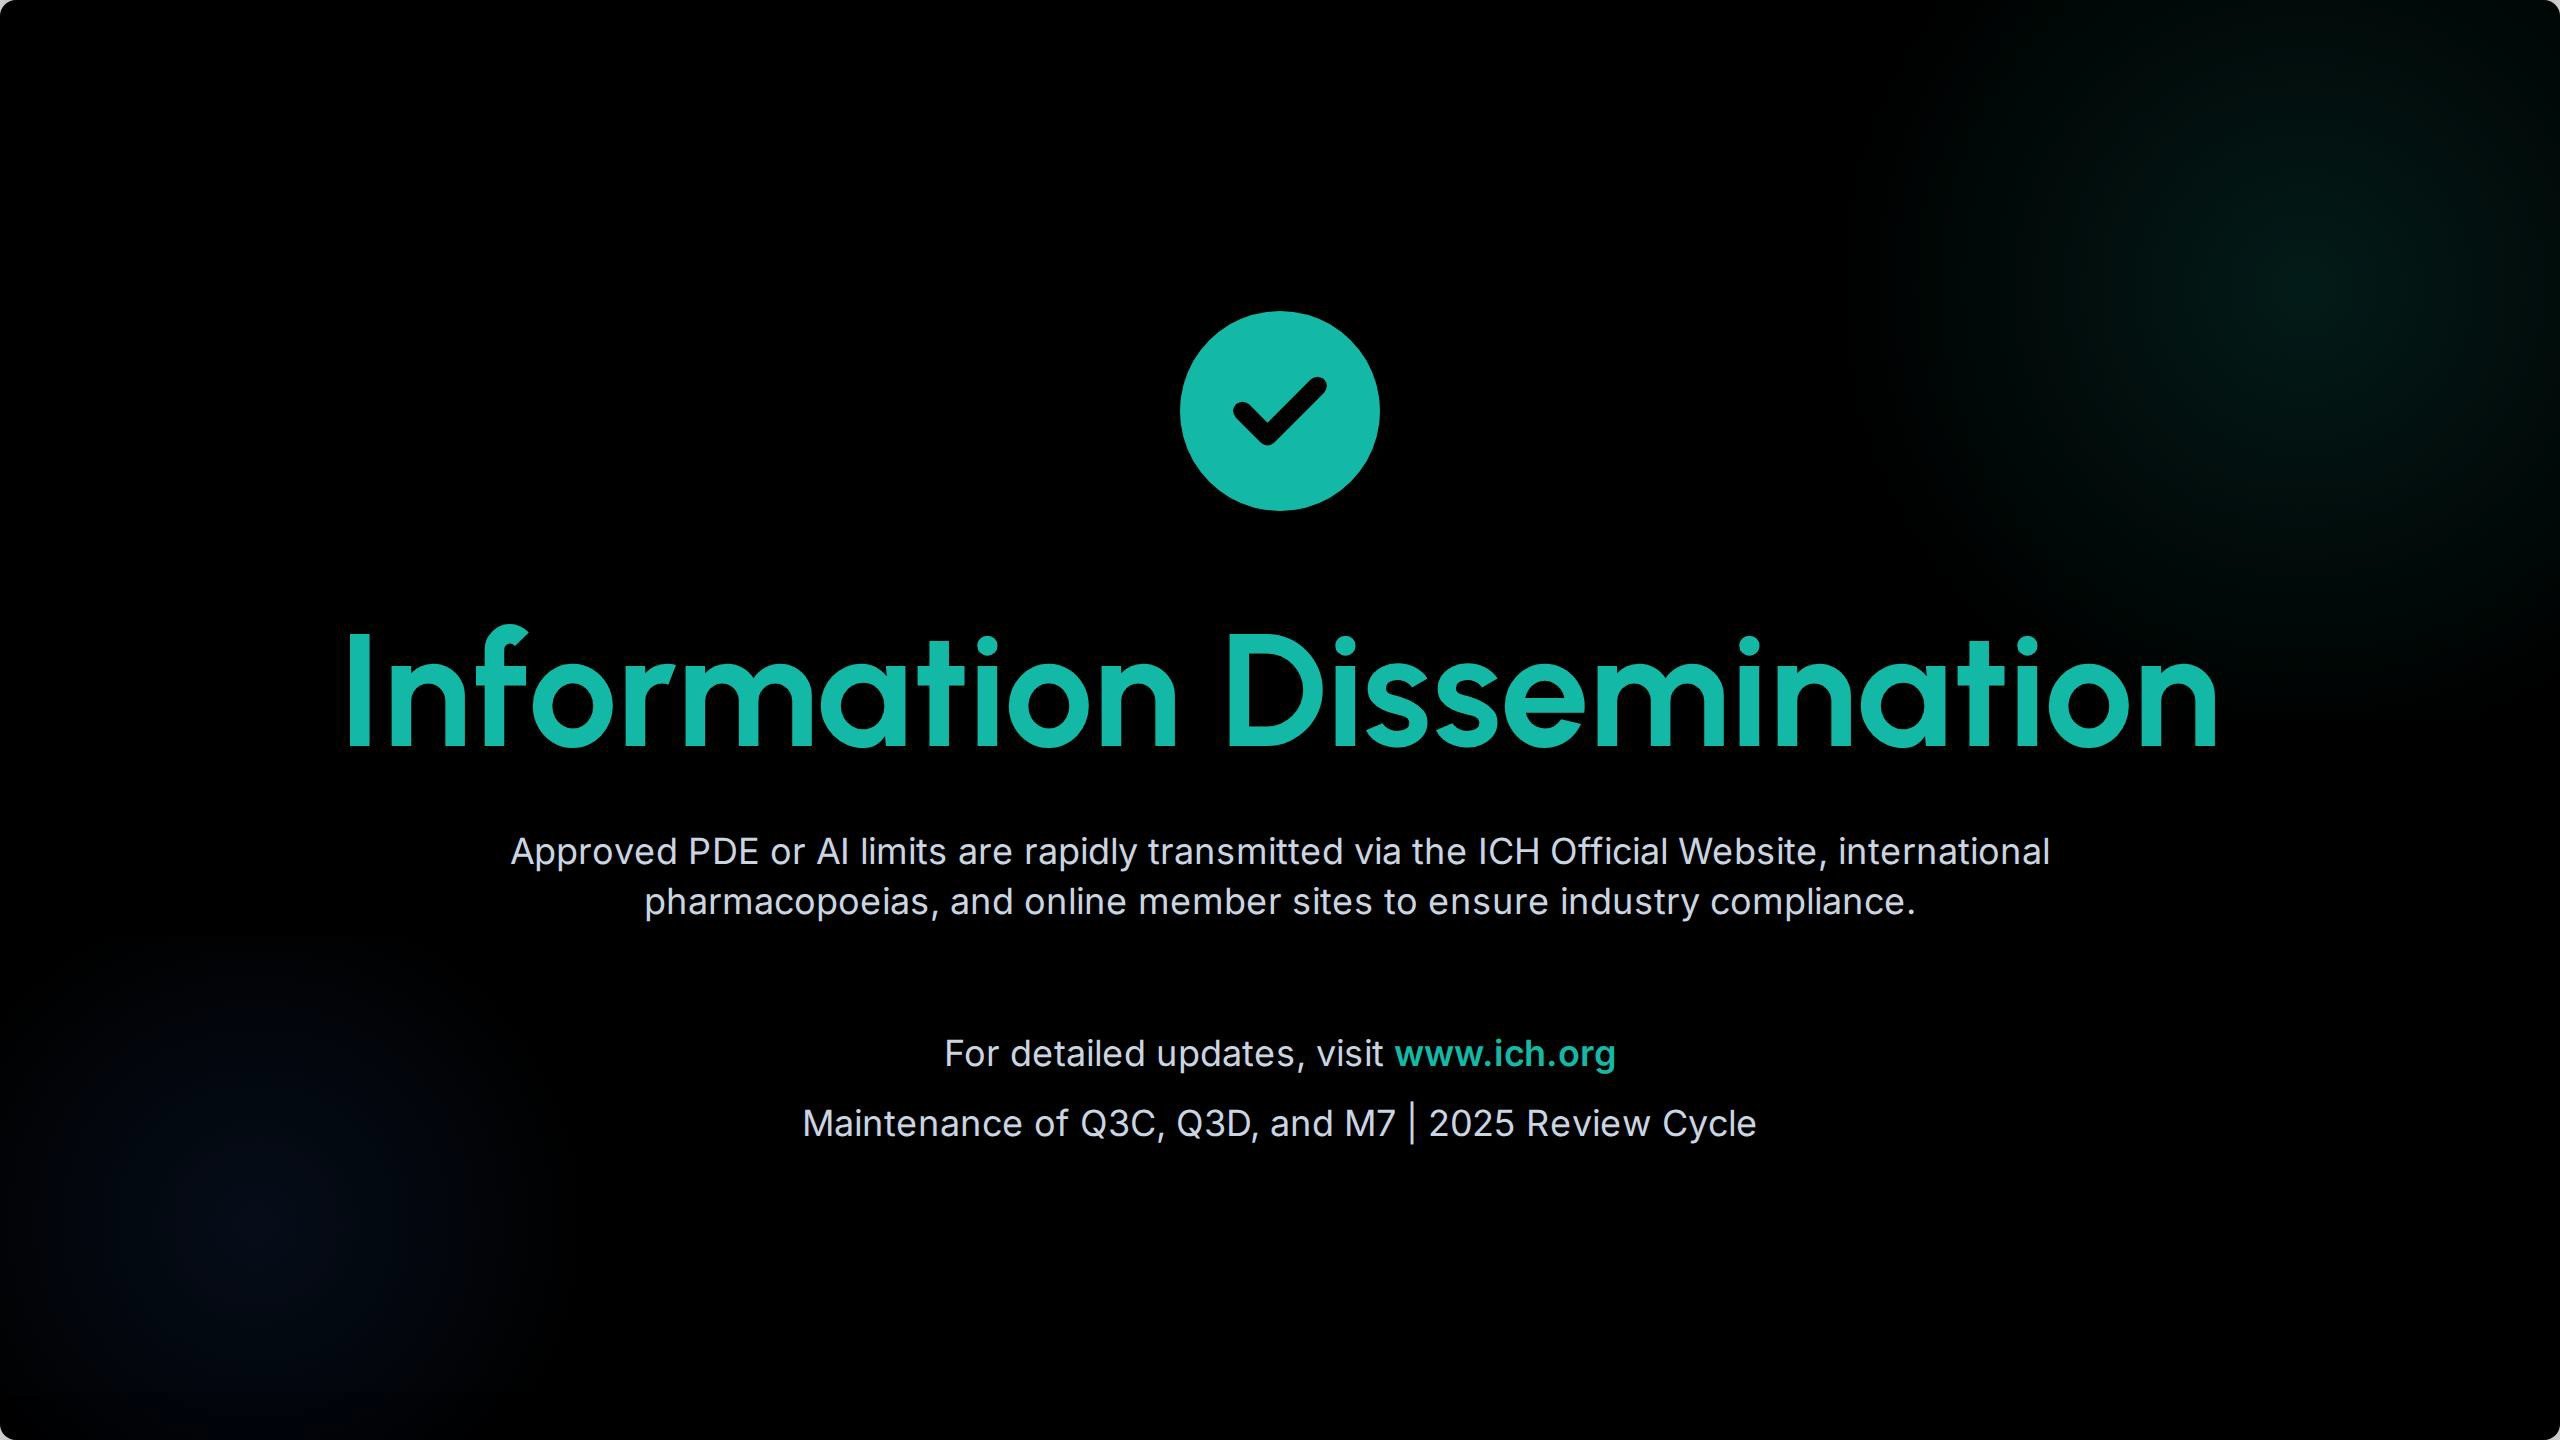 Information Dissemination
Approved PDE or AI limits are rapidly transmitted via the ICH Official Website, international
pharmacopoeias, and online member sites to ensure industry compliance.
For detailed updates, visit www.ich.org
Maintenance of Q3C, Q3D, and M7 | 2025 Review Cycle